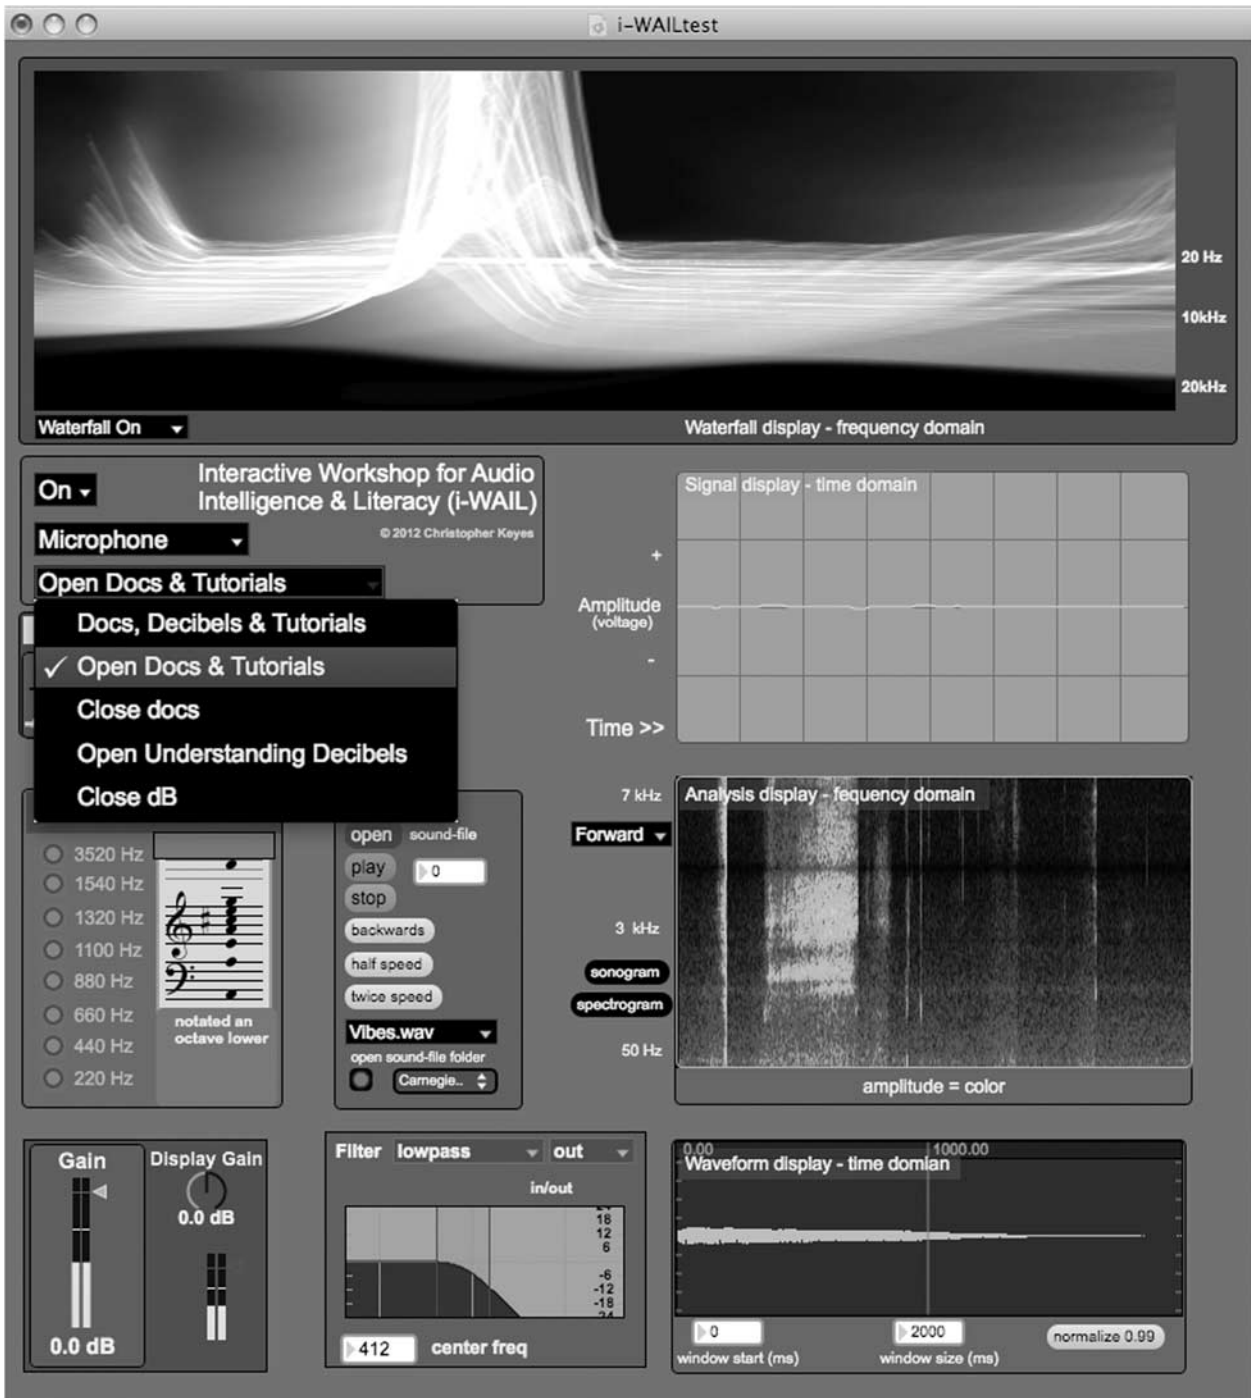 i-WAILtest
20 Hz
10kHz
20kHz
Waterfall On
Waterfall display - frequency domain
On
Interactive Workshop for Audio
Intelligence & Literacy (i-WAIL)
© 2012 Christopher Keyes
Microphone
Open Docs & Tutorials
Docs, Decibels & Tutorials
✓ Open Docs & Tutorials
Close docs
Open Understanding Decibels
Close dB
Signal display - time domain
+
Amplitude
(voltage)
-
Time >>
3520 Hz
1540 Hz
1320 Hz
1100 Hz
880 Hz
660 Hz
440 Hz
220 Hz
notated an
octave lower
open sound-file
play 0
stop
backwards
half speed
twice speed
Vibes.wav
open sound-file folder
Carnegie..
7 kHz
Forward
3 kHz
sonogram
spectrogram
50 Hz
Analysis display - fequency domain
amplitude = color
Gain
0.0 dB
Display Gain
0.0 dB
Filter lowpass out
in/out
24
18
12
6
-6
-12
-18
24
412 center freq
0.00 1000.00
Waveform display - time domian
0 2000 normalize 0.99
window start (ms) window size (ms)